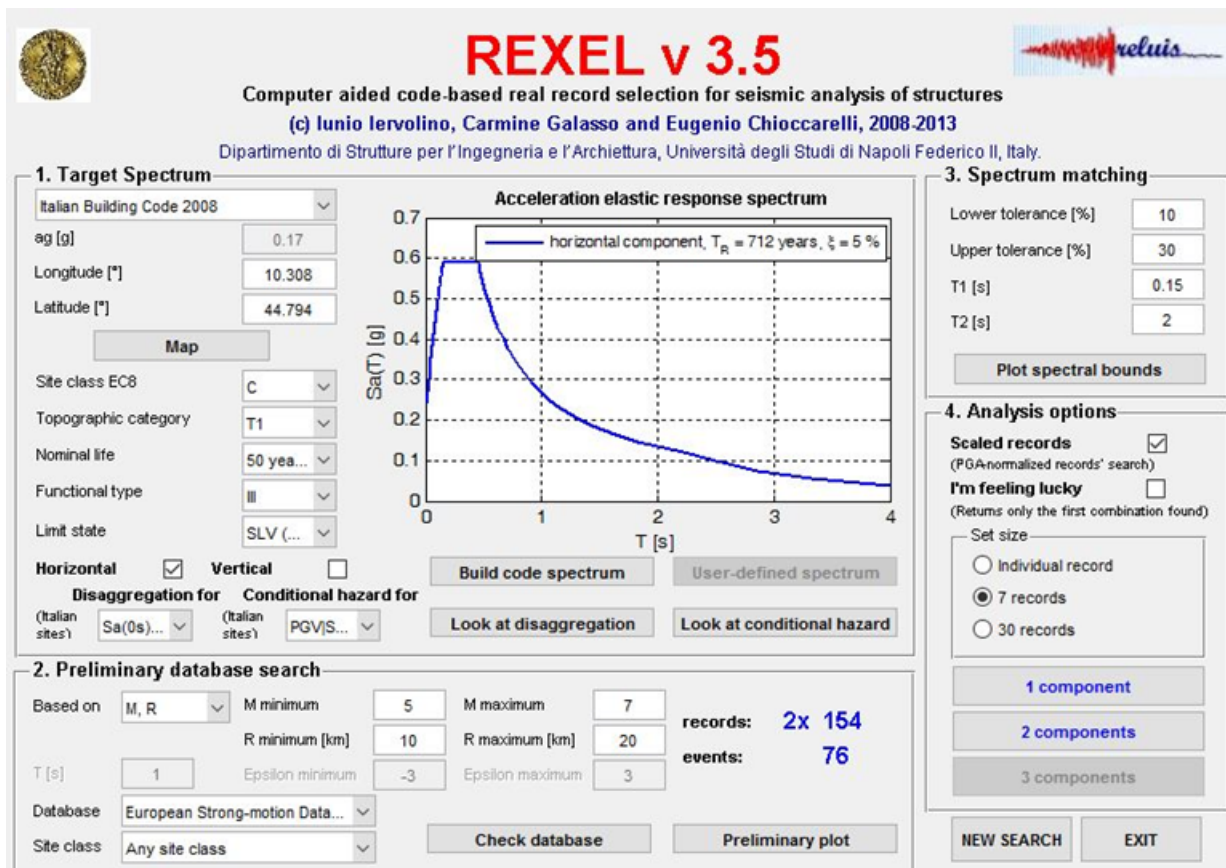 REXEL v 3.5
reluis
Computer aided code-based real record selection for seismic analysis of structures
(c) Iunio Iervolino, Carmine Galasso and Eugenio Chioccarelli, 2008-2013
Dipartimento di Strutture per l'Ingegneria e l'Archiettura, Università degli Studi di Napoli Federico II, Italy.
1. Target Spectrum
Italian Building Code 2008
ag [g] 0.17
Longitude [°] 10.308
Latitude [°] 44.794
Map
Site class EC8 C
Topographic category T1
Nominal life 50 yea...
Functional type III
Limit state SLV (...
Horizontal Vertical
Disaggregation for Conditional hazard for
(Italian sites) Sa(0s)... (Italian sites) PGV|S...
Acceleration elastic response spectrum
horizontal component, T_R = 712 years, ξ = 5 %
Sa(T) [g]
0.7
0.6
0.5
0.4
0.3
0.2
0.1
0
0 1 2 3 4
T [s]
Build code spectrum User-defined spectrum
Look at disaggregation Look at conditional hazard
2. Preliminary database search
Based on M, R M minimum 5 M maximum 7
R minimum [km] 10 R maximum [km] 20
T [s] 1 Epsilon minimum -3 Epsilon maximum 3
records: 2x 154
events: 76
Database European Strong-motion Data...
Site class Any site class
Check database Preliminary plot
3. Spectrum matching
Lower tolerance [%] 10
Upper tolerance [%] 30
T1 [s] 0.15
T2 [s] 2
Plot spectral bounds
4. Analysis options
Scaled records
(PGA-normalized records' search)
I'm feeling lucky
(Returns only the first combination found)
Set size
Individual record
7 records
30 records
1 component
2 components
3 components
NEW SEARCH EXIT